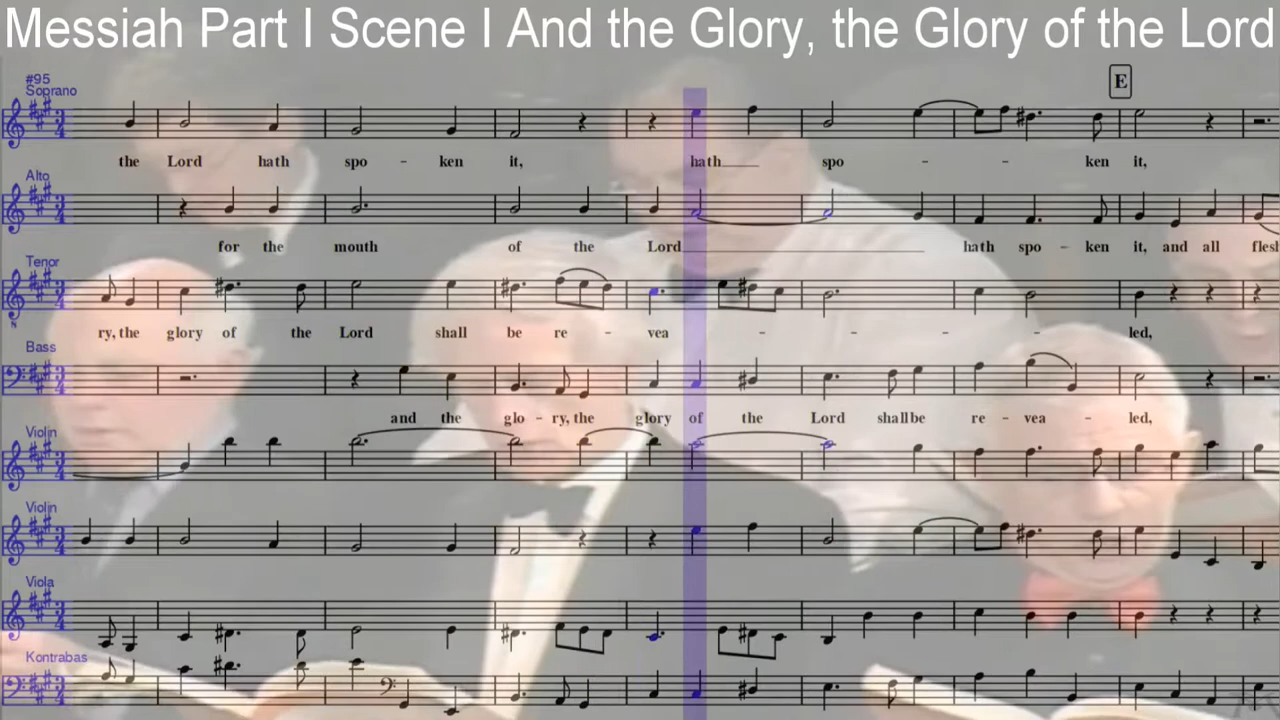 Messiah Part I Scene I And the Glory, the Glory of the Lord
E
#95
Soprano
the Lord hath spo - ken it, hath spo - - ken it,
Alto
for the mouth of the Lord hath spo - ken it, and all flesh
Tenor
8
ry, the glory of the Lord shall be re - vea - - - - led,
Bass
and the glo - ry, the glory of the Lord shallbe re - vea - led,
Violin
Violin
Viola
Kontrabas